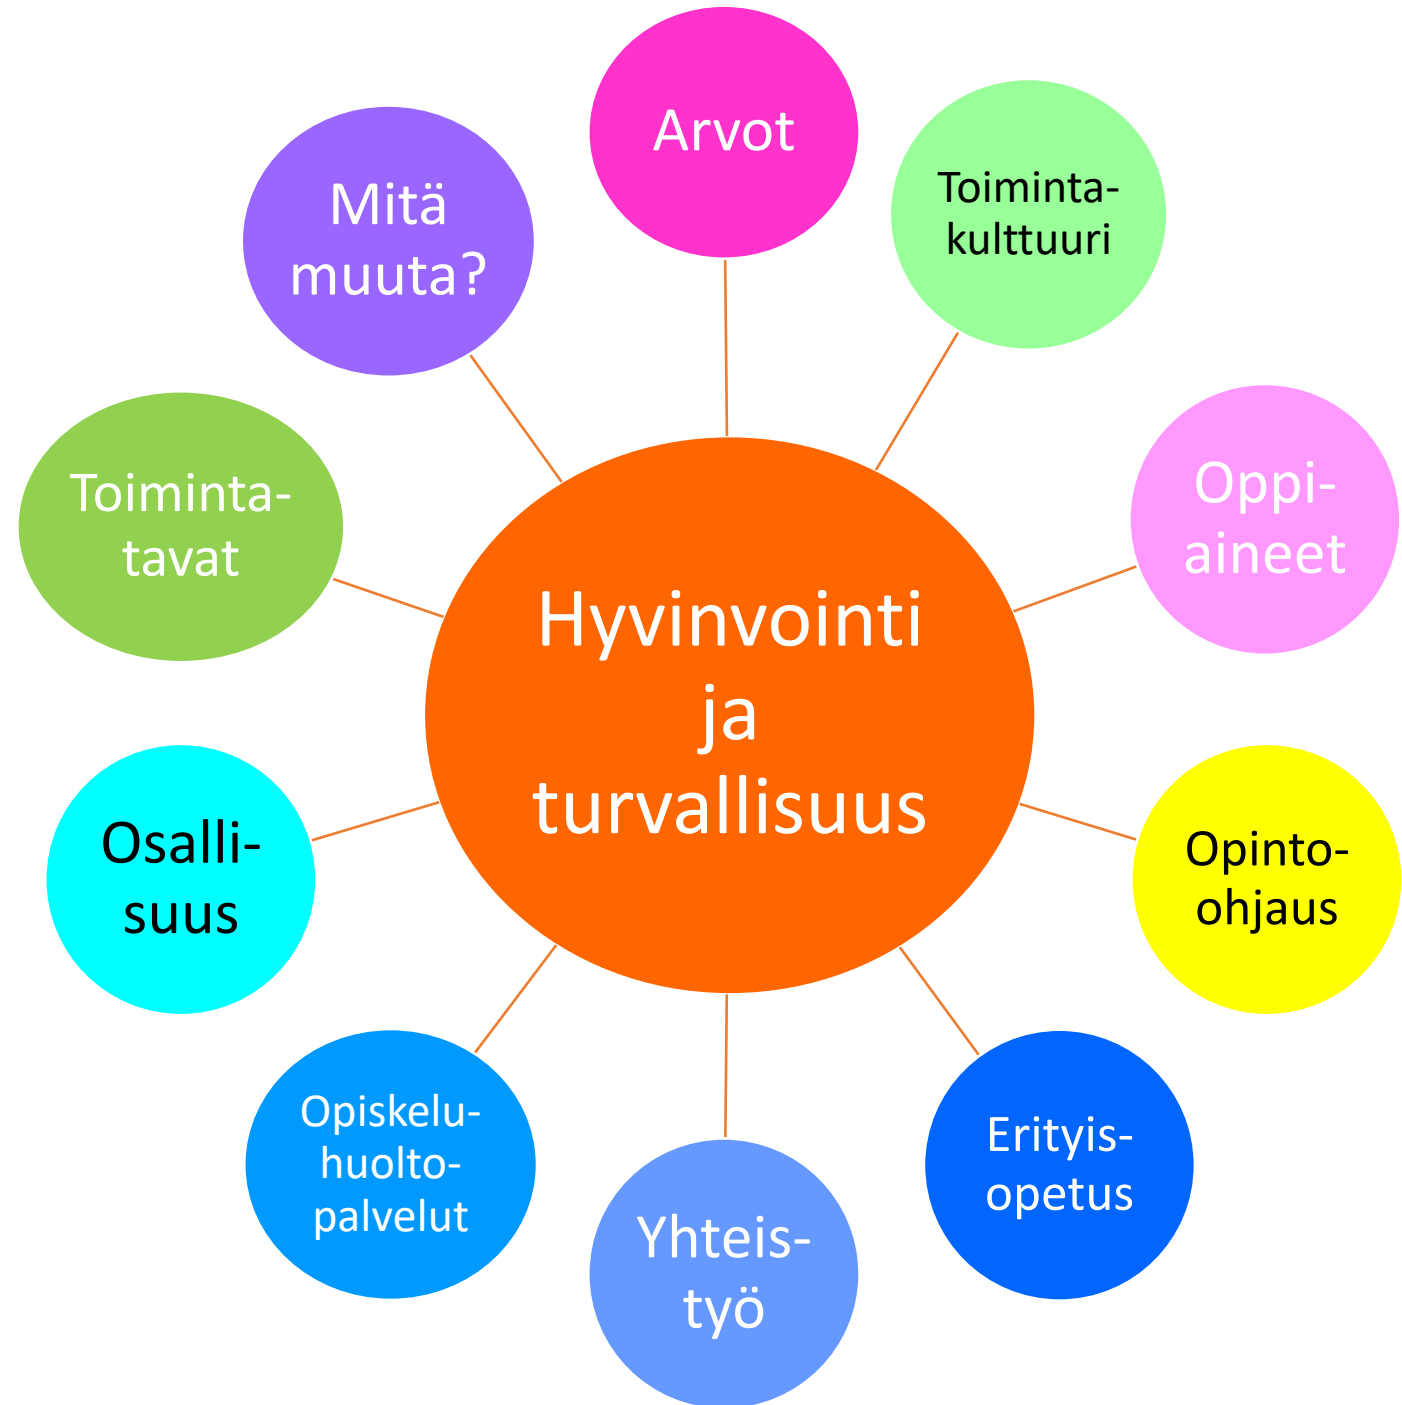 Arvot
Toiminta-
kulttuuri
Oppi-
aineet
Opinto-
ohjaus
Erityis-
opetus
Yhteis-
työ
Opiskelu-
huolto-
palvelut
Osalli-
suus
Toiminta-
tavat
Mitä
muuta?
Hyvinvointi
ja
turvallisuus